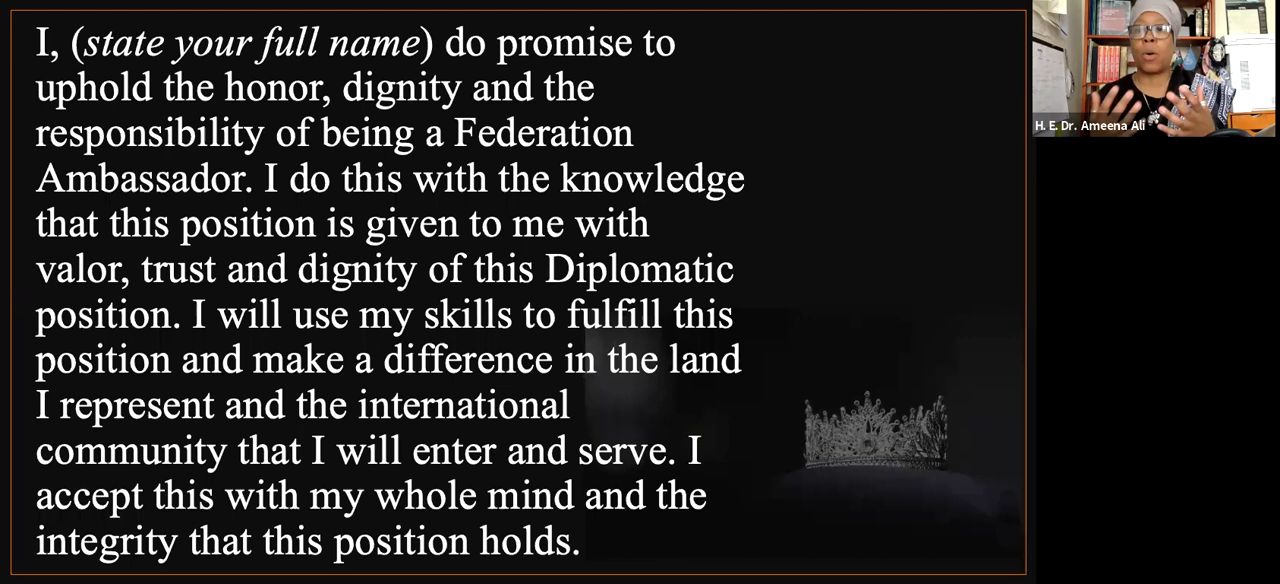 I, (state your full name) do promise to
uphold the honor, dignity and the
responsibility of being a Federation
Ambassador. I do this with the knowledge
that this position is given to me with
valor, trust and dignity of this Diplomatic
position. I will use my skills to fulfill this
position and make a difference in the land
I represent and the international
community that I will enter and serve. I
accept this with my whole mind and the
integrity that this position holds.
H. E. Dr. Ameena Ali